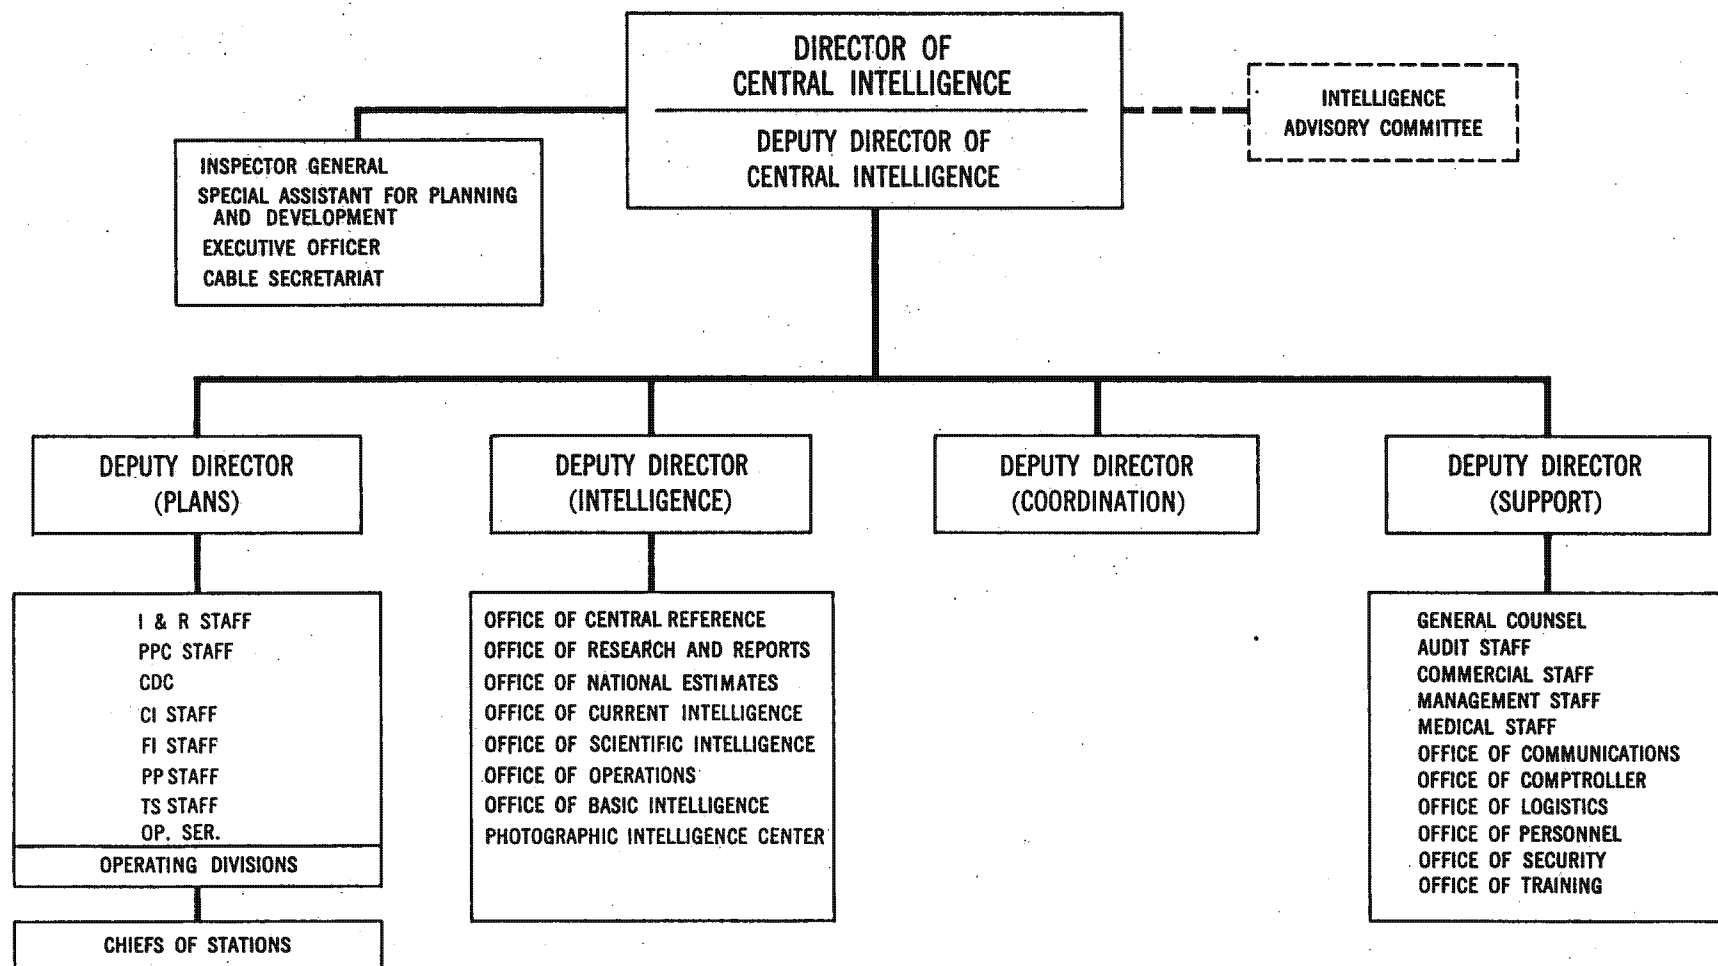 DIRECTOR OF
CENTRAL INTELLIGENCE
DEPUTY DIRECTOR OF
CENTRAL INTELLIGENCE
INTELLIGENCE
ADVISORY COMMITTEE
INSPECTOR GENERAL
SPECIAL ASSISTANT FOR PLANNING
AND DEVELOPMENT
EXECUTIVE OFFICER
CABLE SECRETARIAT
DEPUTY DIRECTOR
(PLANS)
I & R STAFF
PPC STAFF
CDC
CI STAFF
FI STAFF
PP STAFF
TS STAFF
OP. SER.
OPERATING DIVISIONS
CHIEFS OF STATIONS
DEPUTY DIRECTOR
(INTELLIGENCE)
OFFICE OF CENTRAL REFERENCE
OFFICE OF RESEARCH AND REPORTS
OFFICE OF NATIONAL ESTIMATES
OFFICE OF CURRENT INTELLIGENCE
OFFICE OF SCIENTIFIC INTELLIGENCE
OFFICE OF OPERATIONS
OFFICE OF BASIC INTELLIGENCE
PHOTOGRAPHIC INTELLIGENCE CENTER
DEPUTY DIRECTOR
(COORDINATION)
DEPUTY DIRECTOR
(SUPPORT)
GENERAL COUNSEL
AUDIT STAFF
COMMERCIAL STAFF
MANAGEMENT STAFF
MEDICAL STAFF
OFFICE OF COMMUNICATIONS
OFFICE OF COMPTROLLER
OFFICE OF LOGISTICS
OFFICE OF PERSONNEL
OFFICE OF SECURITY
OFFICE OF TRAINING